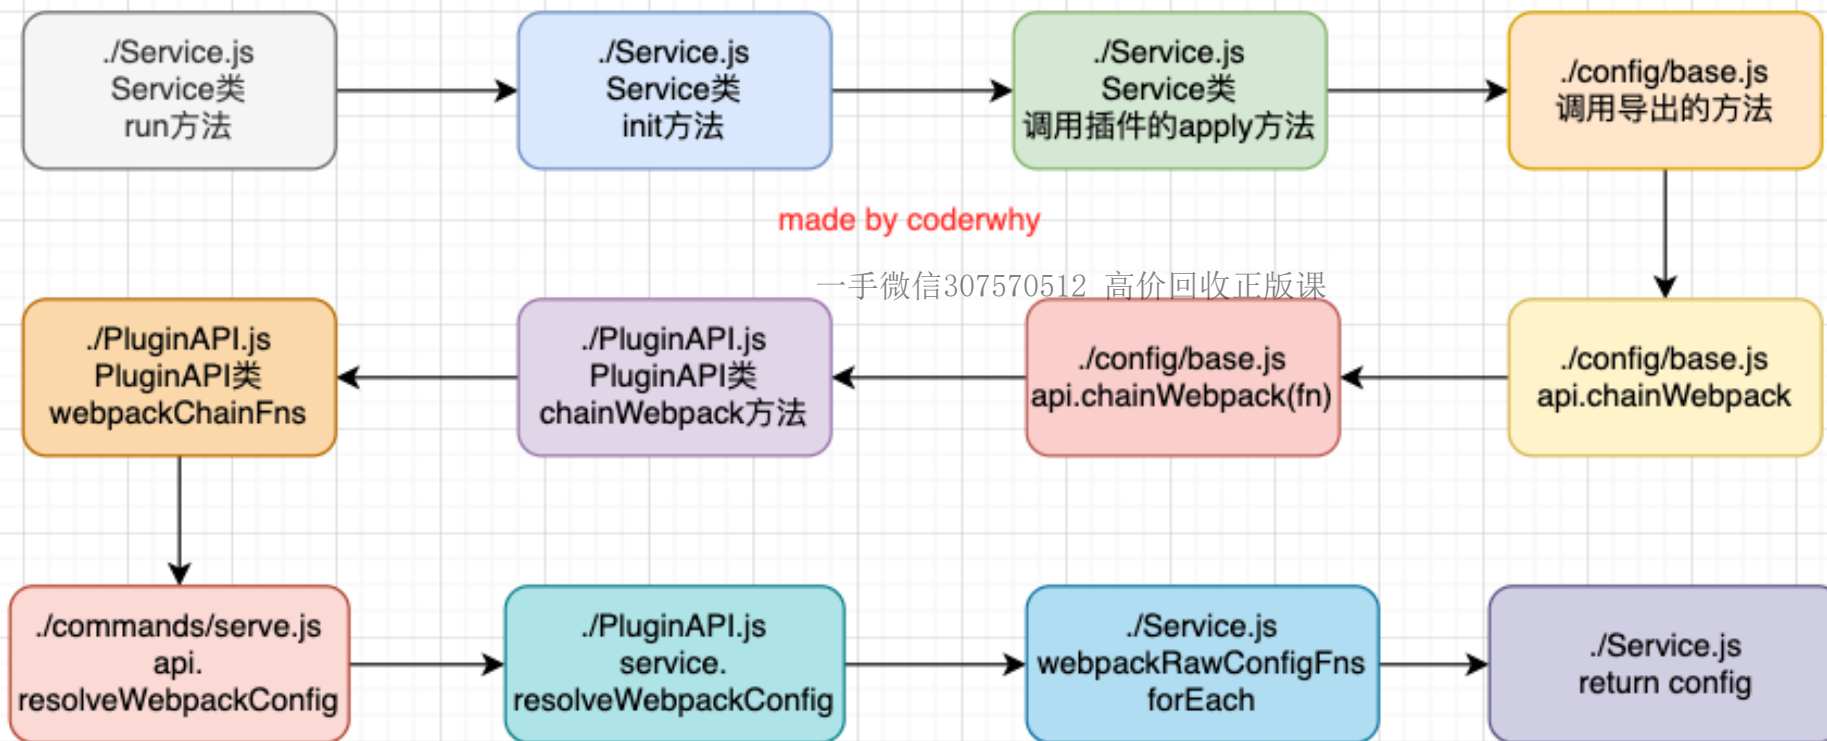 ./Service.js
Service类
run方法
./Service.js
Service类
init方法
./Service.js
Service类
调用插件的apply方法
./config/base.js
调用导出的方法
made by coderwhy
一手微信307570512 高价回收正版课
./PluginAPI.js
PluginAPI类
webpackChainFns
./PluginAPI.js
PluginAPI类
chainWebpack方法
./config/base.js
api.chainWebpack(fn)
./config/base.js
api.chainWebpack
./commands/serve.js
api.
resolveWebpackConfig
./PluginAPI.js
service.
resolveWebpackConfig
./Service.js
webpackRawConfigFns
forEach
./Service.js
return config